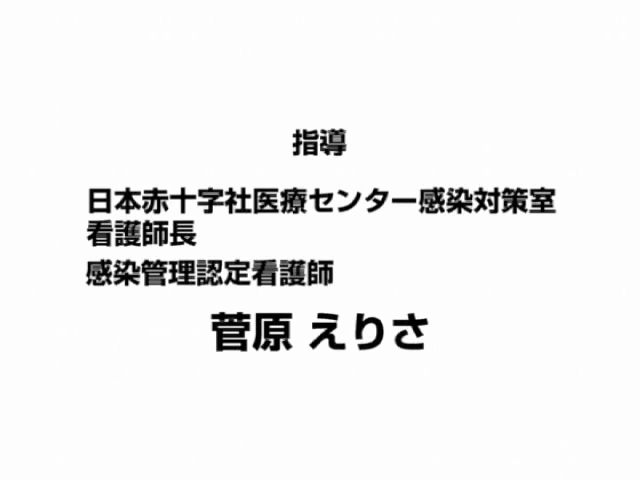 指導
日本赤十字社医療センター感染対策室
看護師長
感染管理認定看護師
菅原 えりさ